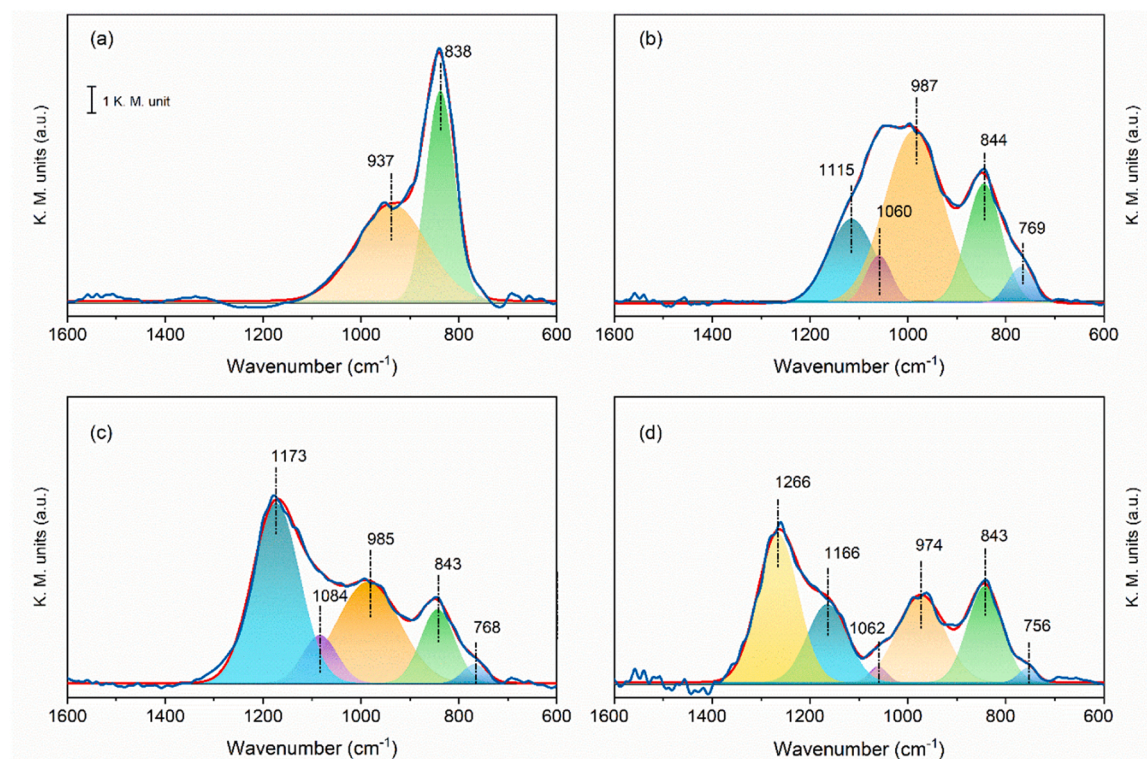 (a)
838
1 K. M. unit
937
K. M. units (a.u.)
1600 1400 1200 1000 800 600
Wavenumber (cm-1)
(b)
987
844
1115
1060
769
K. M. units (a.u.)
1600 1400 1200 1000 800 600
Wavenumber (cm-1)
(c)
1173
985
843
1084
768
K. M. units (a.u.)
1600 1400 1200 1000 800 600
Wavenumber (cm-1)
(d)
1266
1166
974
843
1062
756
K. M. units (a.u.)
1600 1400 1200 1000 800 600
Wavenumber (cm-1)